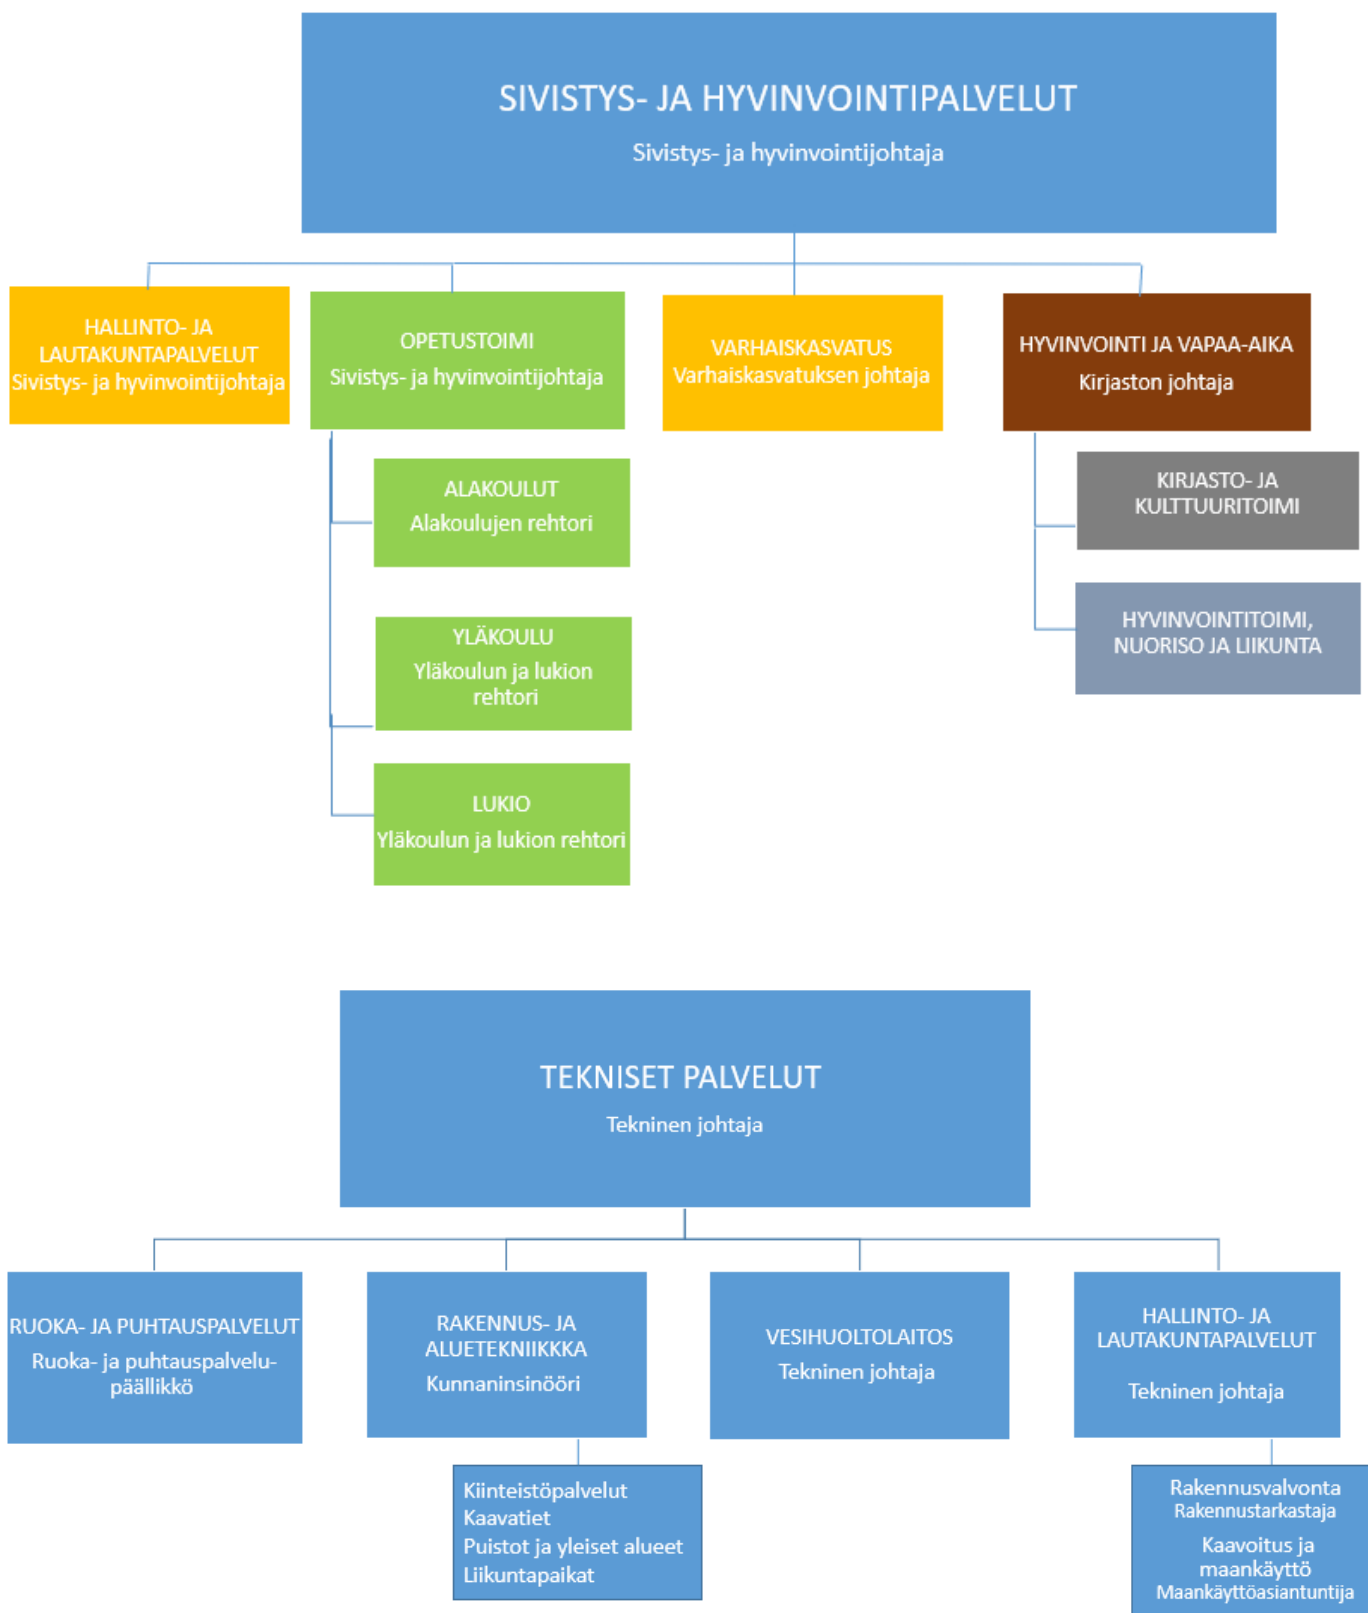 SIVISTYS- JA HYVINVOINTIPALVELUT
Sivistys- ja hyvinvointijohtaja
HALLINTO- JA
LAUTAKUNTAPALVELUT
Sivistys- ja hyvinvointijohtaja
OPETUSTOIMI
Sivistys- ja hyvinvointijohtaja
VARHAISKASVATUS
Varhaiskasvatuksen johtaja
HYVINVOINTI JA VAPAA-AIKA
Kirjaston johtaja
ALAKOULUT
Alakoulujen rehtori
YLÄKOULU
Yläkoulun ja lukion
rehtori
LUKIO
Yläkoulun ja lukion rehtori
KIRJASTO- JA
KULTTUURITOIMI
HYVINVOINTITOIMI,
NUORISO JA LIIKUNTA
TEKNISET PALVELUT
Tekninen johtaja
RUOKA- JA PUHTAUSPALVELUT
Ruoka- ja puhtauspalvelu-
päällikkö
RAKENNUS- JA
ALUETEKNIIKKKA
Kunnaninsinööri
VESIHUOLTOLAITOS
Tekninen johtaja
HALLINTO- JA
LAUTAKUNTAPALVELUT
Tekninen johtaja
Kiinteistöpalvelut
Kaavatiet
Puistot ja yleiset alueet
Liikuntapaikat
Rakennusvalvonta
Rakennustarkastaja
Kaavoitus ja
maankäyttö
Maankäyttöasiantuntija